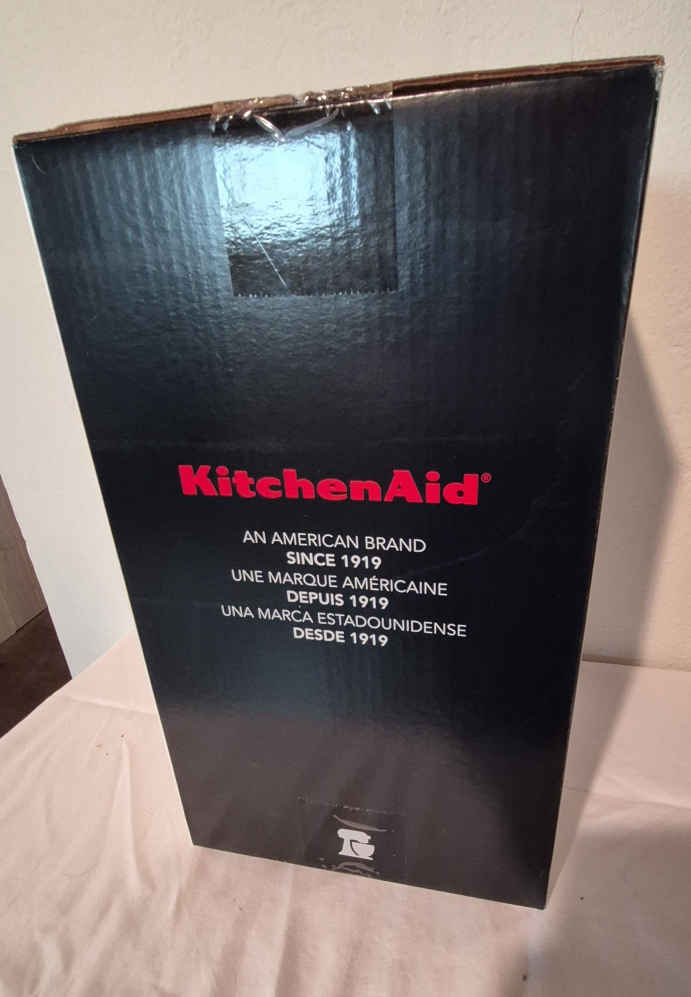 KitchenAid®
AN AMERICAN BRAND
SINCE 1919
UNE MARQUE AMÉRICAINE
DEPUIS 1919
UNA MARCA ESTADOUNIDENSE
DESDE 1919